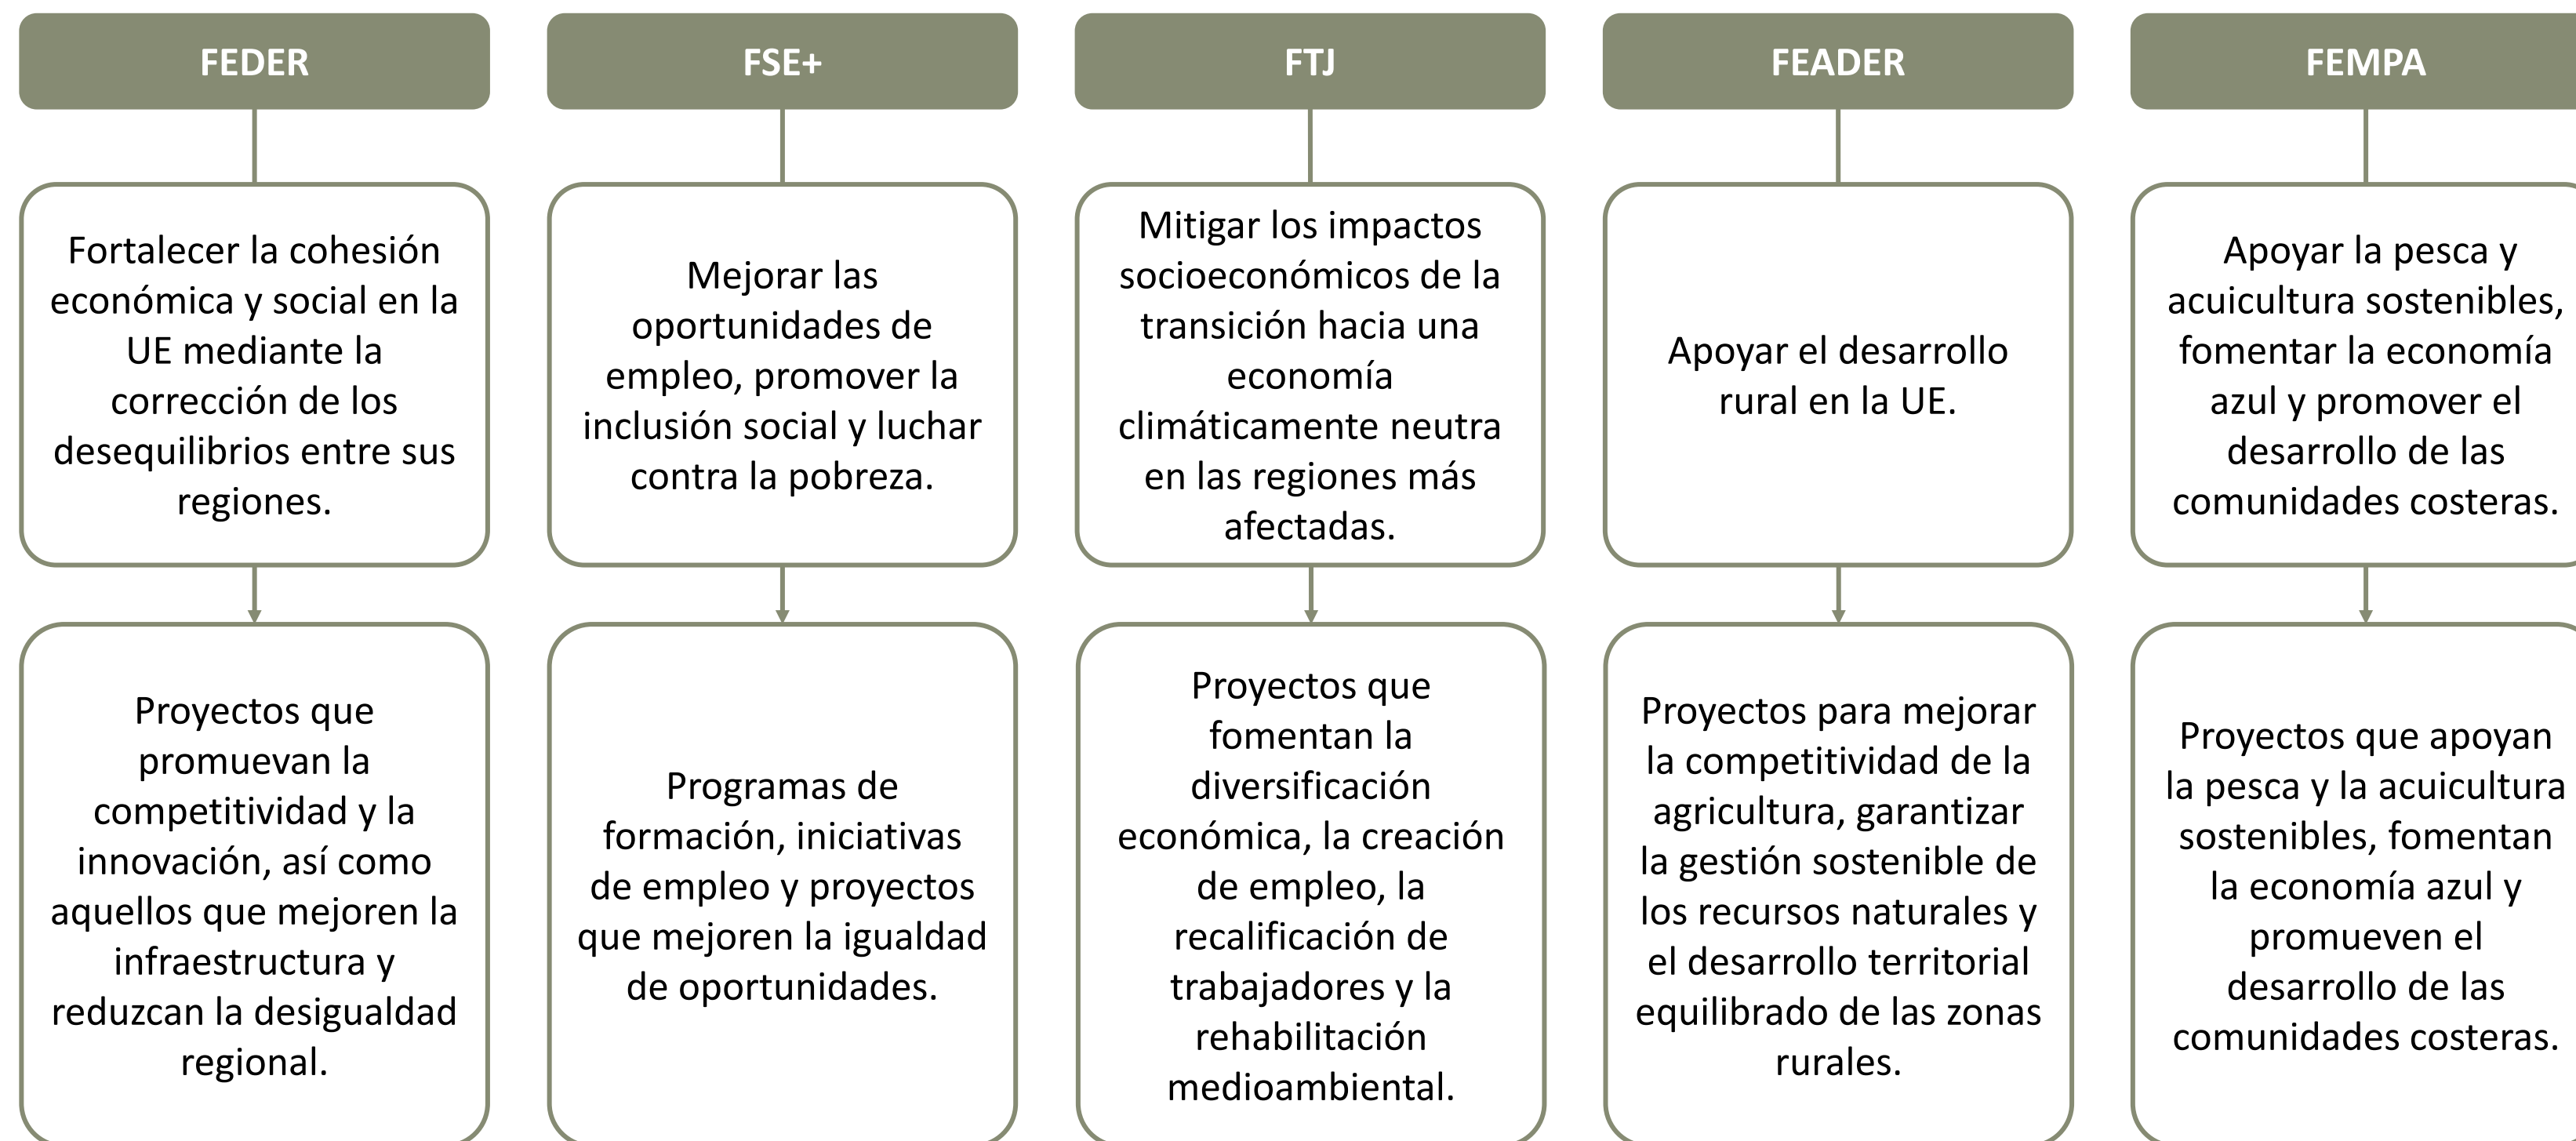 FEDER
Fortalecer la cohesión
económica y social en la
UE mediante la
corrección de los
desequilibrios entre sus
regiones.
Proyectos que
promuevan la
competitividad y la
innovación, así como
aquellos que mejoren la
infraestructura y
reduzcan la desigualdad
regional.
FSE+
Mejorar las
oportunidades de
empleo, promover la
inclusión social y luchar
contra la pobreza.
Programas de
formación, iniciativas
de empleo y proyectos
que mejoren la igualdad
de oportunidades.
FTJ
Mitigar los impactos
socioeconómicos de la
transición hacia una
economía
climáticamente neutra
en las regiones más
afectadas.
Proyectos que
fomentan la
diversificación
económica, la creación
de empleo, la
recalificación de
trabajadores y la
rehabilitación
medioambiental.
FEADER
Apoyar el desarrollo
rural en la UE.
Proyectos para mejorar
la competitividad de la
agricultura, garantizar
la gestión sostenible de
los recursos naturales y
el desarrollo territorial
equilibrado de las zonas
rurales.
FEMPA
Apoyar la pesca y
acuicultura sostenibles,
fomentar la economía
azul y promover el
desarrollo de las
comunidades costeras.
Proyectos que apoyan
la pesca y la acuicultura
sostenibles, fomentan
la economía azul y
promueven el
desarrollo de las
comunidades costeras.